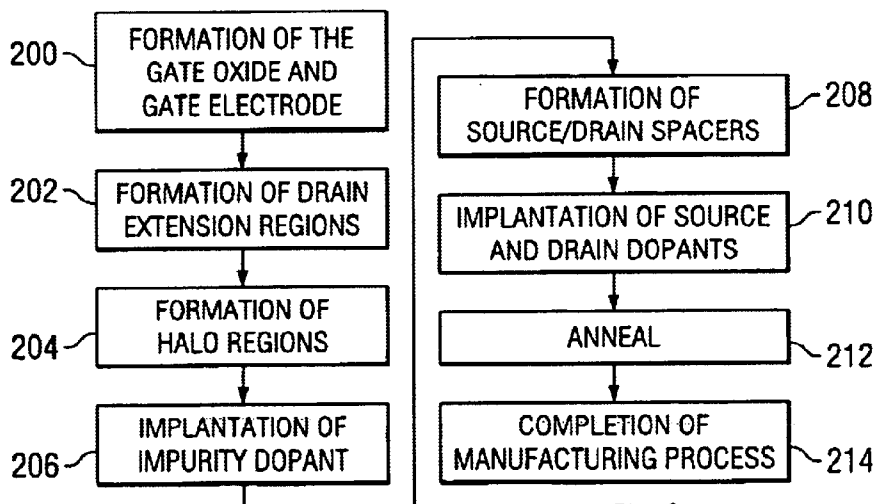 200
FORMATION OF THE
GATE OXIDE AND
GATE ELECTRODE
202
FORMATION OF DRAIN
EXTENSION REGIONS
204
FORMATION OF
HALO REGIONS
206
IMPLANTATION OF
IMPURITY DOPANT
FORMATION OF
SOURCE/DRAIN SPACERS
208
IMPLANTATION OF SOURCE
AND DRAIN DOPANTS
210
ANNEAL
212
COMPLETION OF
MANUFACTURING PROCESS
214